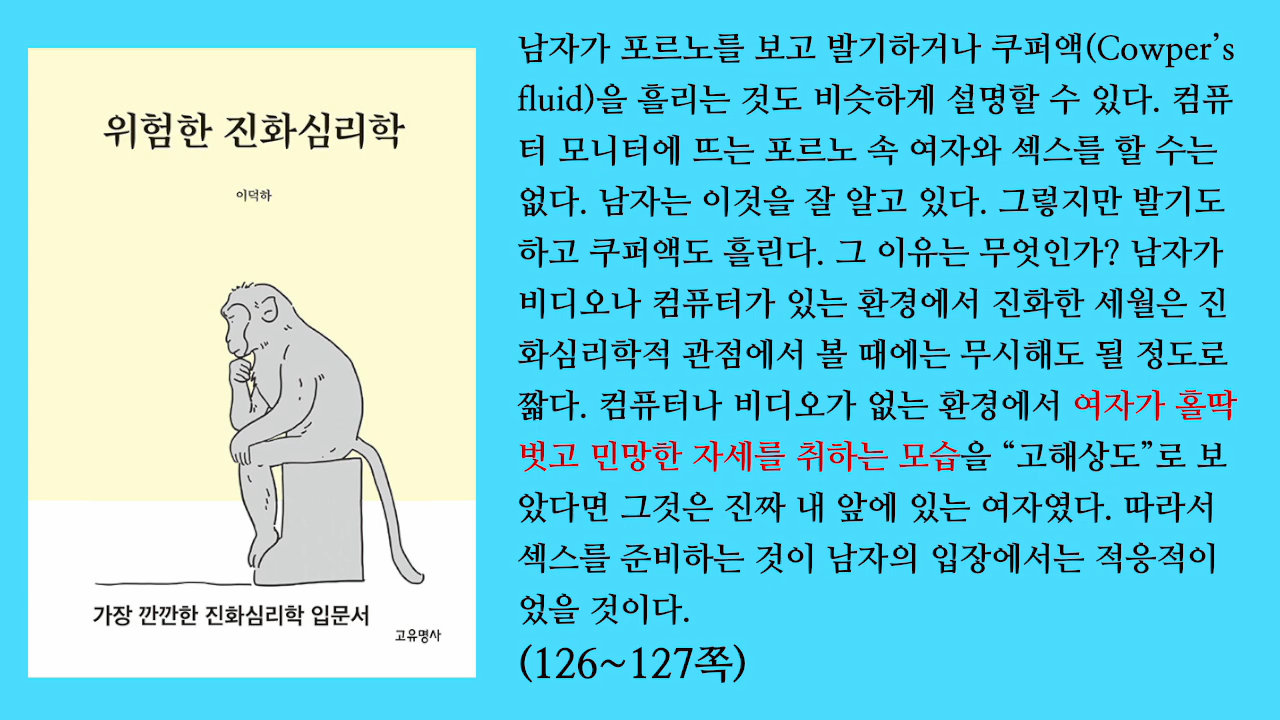 위험한 진화심리학
이덕하
가장 깐깐한 진화심리학 입문서
고유명사
남자가 포르노를 보고 발기하거나 쿠퍼액(Cowper’s
fluid)을 흘리는 것도 비슷하게 설명할 수 있다. 컴퓨
터 모니터에 뜨는 포르노 속 여자와 섹스를 할 수는
없다. 남자는 이것을 잘 알고 있다. 그렇지만 발기도
하고 쿠퍼액도 흘린다. 그 이유는 무엇인가? 남자가
비디오나 컴퓨터가 있는 환경에서 진화한 세월은 진
화심리학적 관점에서 볼 때에는 무시해도 될 정도로
짧다. 컴퓨터나 비디오가 없는 환경에서 여자가 홀딱
벗고 민망한 자세를 취하는 모습을 “고해상도”로 보
았다면 그것은 진짜 내 앞에 있는 여자였다. 따라서
섹스를 준비하는 것이 남자의 입장에서는 적응적이
었을 것이다.
(126~127쪽)